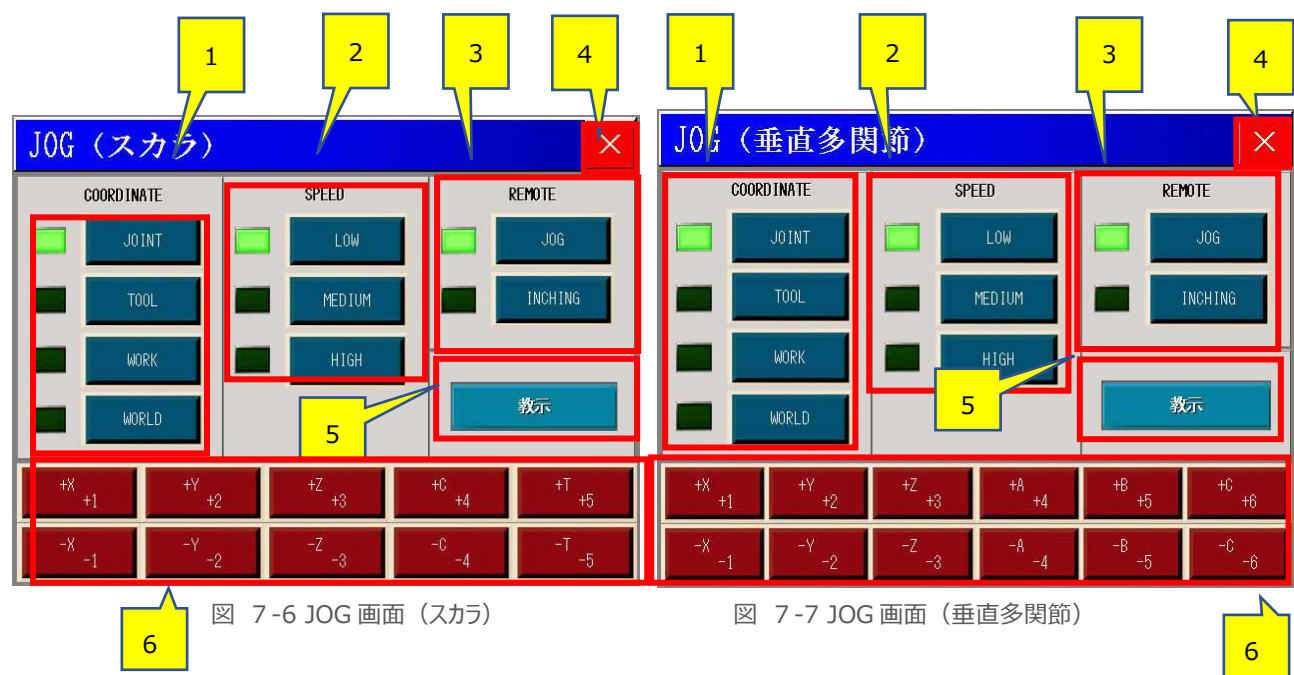 1
2
3
4
JOG（スカラ）
×
COORDINATE
SPEED
REMOTE
JOINT
LOW
JOG
TOOL
MEDIUM
INCHING
WORK
HIGH
WORLD
教示
5
+X +1
+Y +2
+Z +3
+C +4
+T +5
-X -1
-Y -2
-Z -3
-C -4
-T -5
図 7-6 JOG 画面（スカラ）
6
1
2
3
4
JOG（垂直多関節）
×
COORDINATE
SPEED
REMOTE
JOINT
LOW
JOG
TOOL
MEDIUM
INCHING
WORK
HIGH
WORLD
教示
5
+X +1
+Y +2
+Z +3
+A +4
+B +5
+C +6
-X -1
-Y -2
-Z -3
-A -4
-B -5
-C -6
図 7-7 JOG 画面（垂直多関節）
6